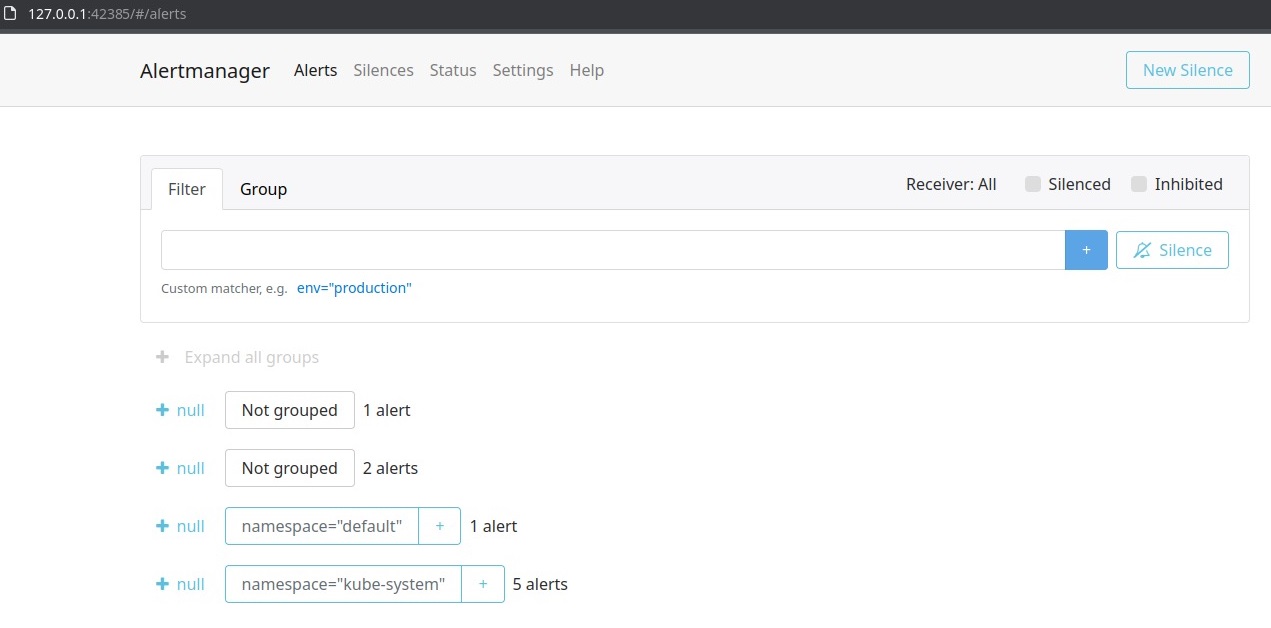 127.0.0.1:42385/#/alerts
Alertmanager Alerts Silences Status Settings Help New Silence
Filter Group Receiver: All Silenced Inhibited
+ Silence
Custom matcher, e.g. env="production"
+ Expand all groups
+ null Not grouped 1 alert
+ null Not grouped 2 alerts
+ null namespace="default" + 1 alert
+ null namespace="kube-system" + 5 alerts